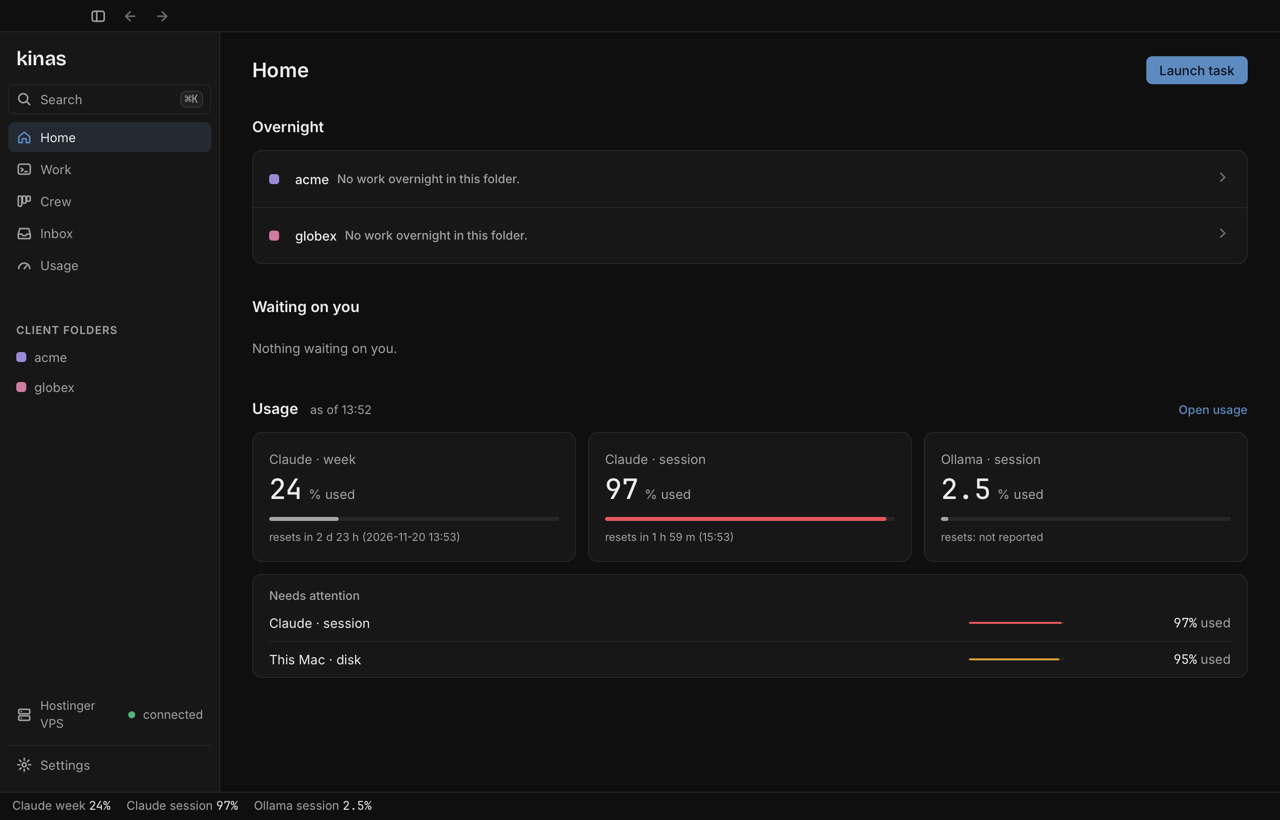 kinas
Search ⌘K
Home
Work
Crew
Inbox
Usage
CLIENT FOLDERS
acme
globex
Hostinger
VPS
connected
Settings
Home
Launch task
Overnight
acme No work overnight in this folder.
globex No work overnight in this folder.
Waiting on you
Nothing waiting on you.
Usage as of 13:52
Open usage
Claude · week
24 % used
resets in 2 d 23 h (2026-11-20 13:53)
Claude · session
97 % used
resets in 1 h 59 m (15:53)
Ollama · session
2.5 % used
resets: not reported
Needs attention
Claude · session 97% used
This Mac · disk 95% used
Claude week 24% Claude session 97% Ollama session 2.5%